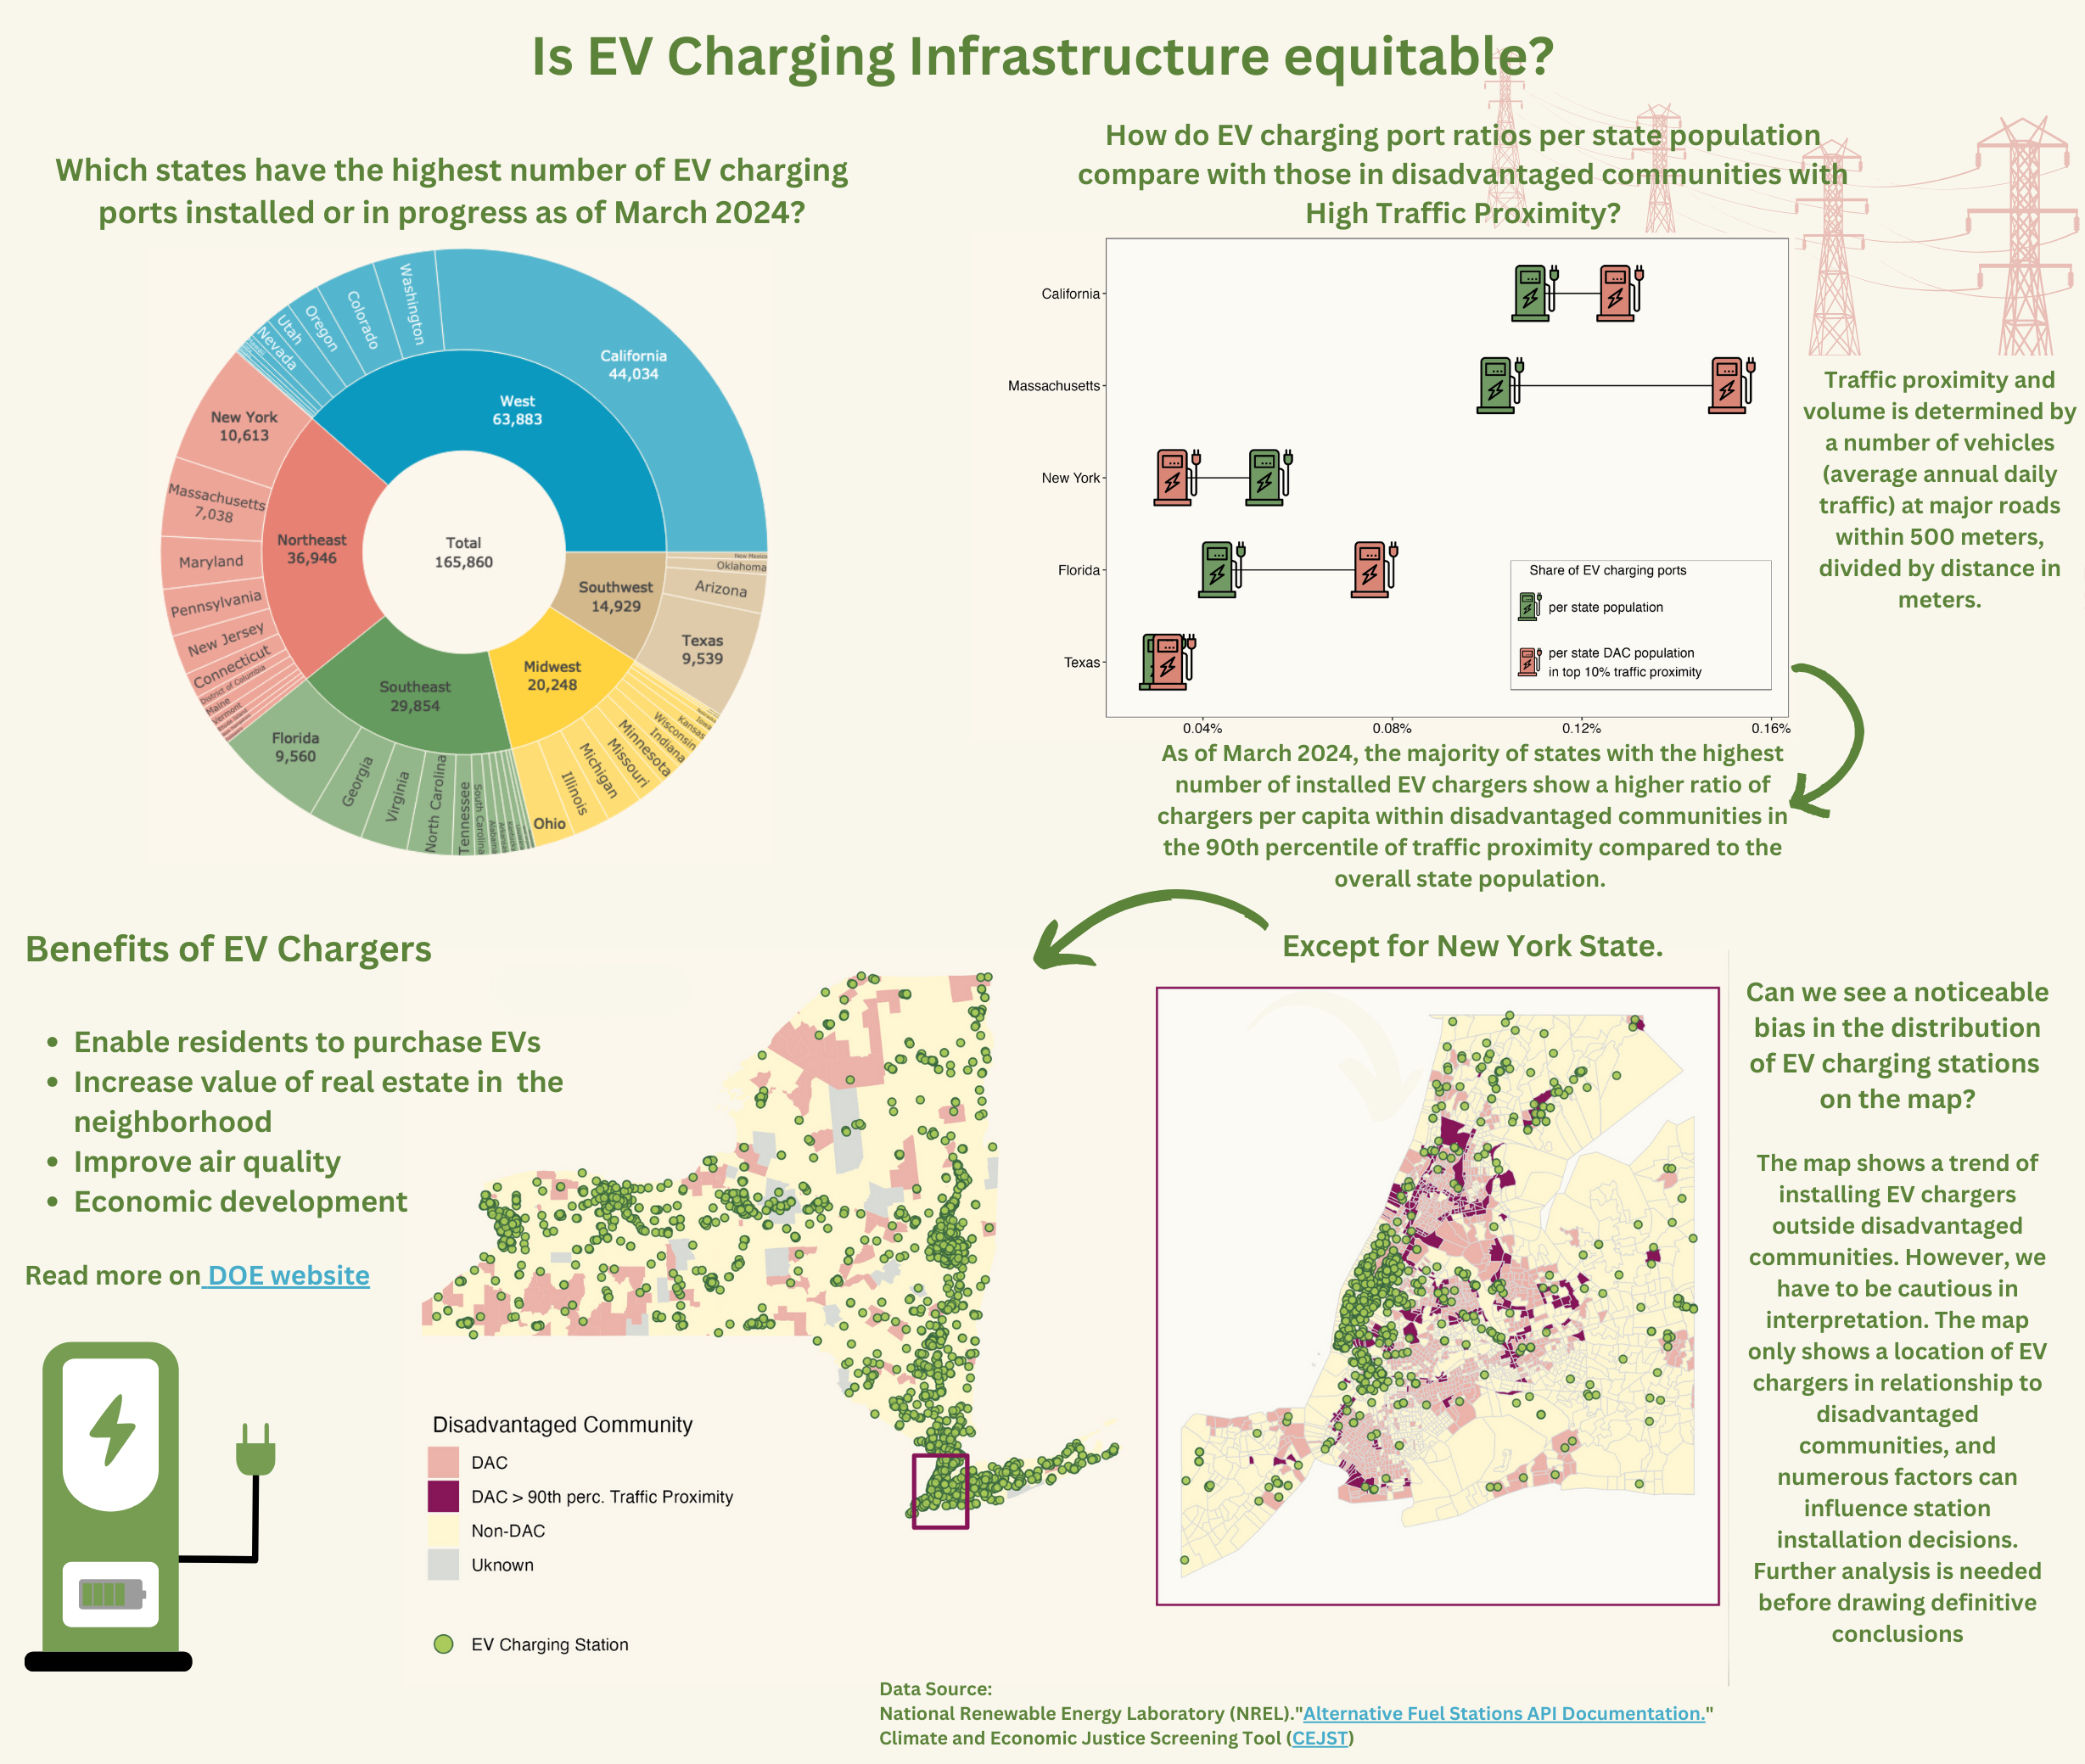 Is EV Charging Infrastructure equitable?
Which states have the highest number of EV charging
ports installed or in progress as of March 2024?
Total
165,860
West
63,883
California
44,034
Washington
Colorado
Oregon
Utah
Nevada
Northeast
36,946
New York
10,613
Massachusetts
7,038
Maryland
Pennsylvania
New Jersey
Connecticut
District of Columbia
Maine
Vermont
Southeast
29,854
Florida
9,560
Georgia
Virginia
North Carolina
Tennessee
South Carolina
Alabama
Midwest
20,248
Ohio
Illinois
Michigan
Missouri
Minnesota
Indiana
Wisconsin
Kansas
Iowa
Southwest
14,929
Texas
9,539
Arizona
Oklahoma
New Mexico
How do EV charging port ratios per state population
compare with those in disadvantaged communities with
High Traffic Proximity?
California
Massachusetts
New York
Florida
Texas
0.04%
0.08%
0.12%
0.16%
Share of EV charging ports
per state population
per state DAC population
in top 10% traffic proximity
Traffic proximity and
volume is determined by
a number of vehicles
(average annual daily
traffic) at major roads
within 500 meters,
divided by distance in
meters.
As of March 2024, the majority of states with the highest
number of installed EV chargers show a higher ratio of
chargers per capita within disadvantaged communities in
the 90th percentile of traffic proximity compared to the
overall state population.
Except for New York State.
Benefits of EV Chargers
• Enable residents to purchase EVs
• Increase value of real estate in the
neighborhood
• Improve air quality
• Economic development
Read more on DOE website
Disadvantaged Community
DAC
DAC > 90th perc. Traffic Proximity
Non-DAC
Uknown
EV Charging Station
Can we see a noticeable
bias in the distribution
of EV charging stations
on the map?
The map shows a trend of
installing EV chargers
outside disadvantaged
communities. However, we
have to be cautious in
interpretation. The map
only shows a location of EV
chargers in relationship to
disadvantaged
communities, and
numerous factors can
influence station
installation decisions.
Further analysis is needed
before drawing definitive
conclusions
Data Source:
National Renewable Energy Laboratory (NREL)."Alternative Fuel Stations API Documentation."
Climate and Economic Justice Screening Tool (CEJST)